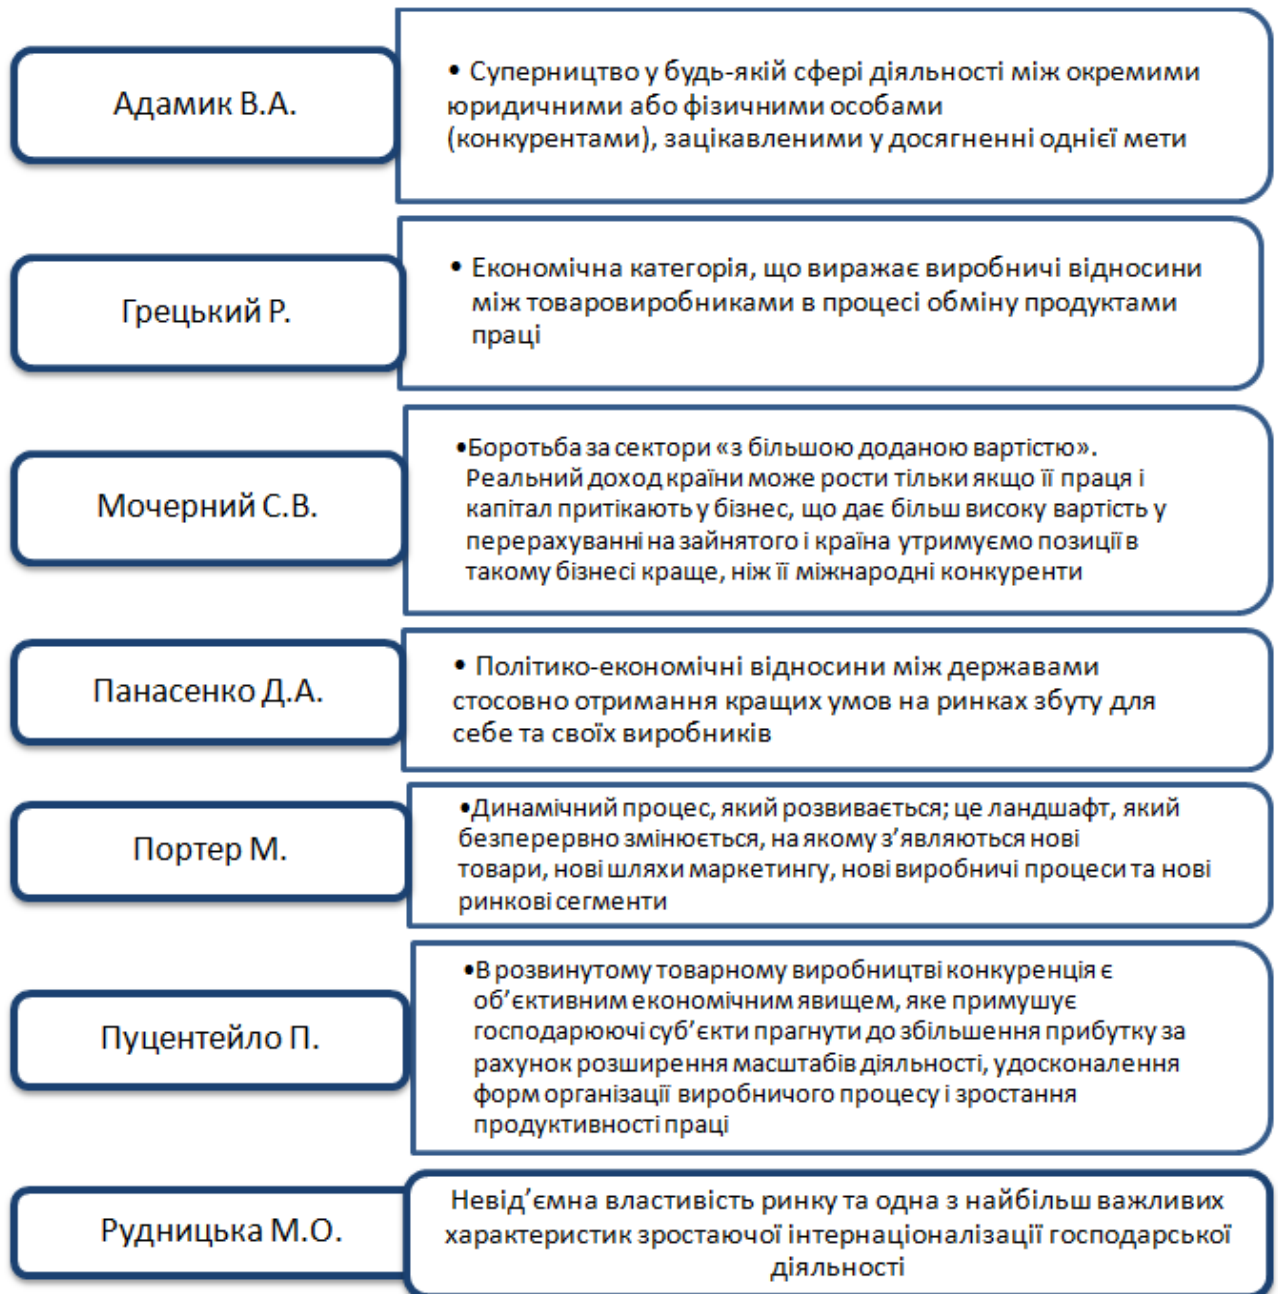 Адамик В.А.
• Суперництво у будь-якій сфері діяльності між окремими
юридичними або фізичними особами
(конкурентами), зацікавленими у досягненні однієї мети
Грецький Р.
• Економічна категорія, що виражає виробничі відносини
між товаровиробниками в процесі обміну продуктами
праці
Мочерний С.В.
•Боротьба за сектори «з більшою доданою вартістю».
Реальний доход країни може рости тільки якщо її праця і
капітал притікають у бізнес, що дає більш високу вартість у
перерахуванні на зайнятого і країна утримуємо позиції в
такому бізнесі краще, ніж її міжнародні конкуренти
Панасенко Д.А.
• Політико-економічні відносини між державами
стосовно отримання кращих умов на ринках збуту для
себе та своїх виробників
Портер М.
•Динамічний процес, який розвивається; це ландшафт, який
безперервно змінюється, на якому з’являються нові
товари, нові шляхи маркетингу, нові виробничі процеси та нові
ринкові сегменти
Пуцентейло П.
•В розвинутому товарному виробництві конкуренція є
об’єктивним економічним явищем, яке примушує
господарюючі суб’єкти прагнути до збільшення прибутку за
рахунок розширення масштабів діяльності, удосконалення
форм організації виробничого процесу і зростання
продуктивності праці
Рудницька М.О.
Невід’ємна властивість ринку та одна з найбільш важливих
характеристик зростаючої інтернаціоналізації господарської
діяльності